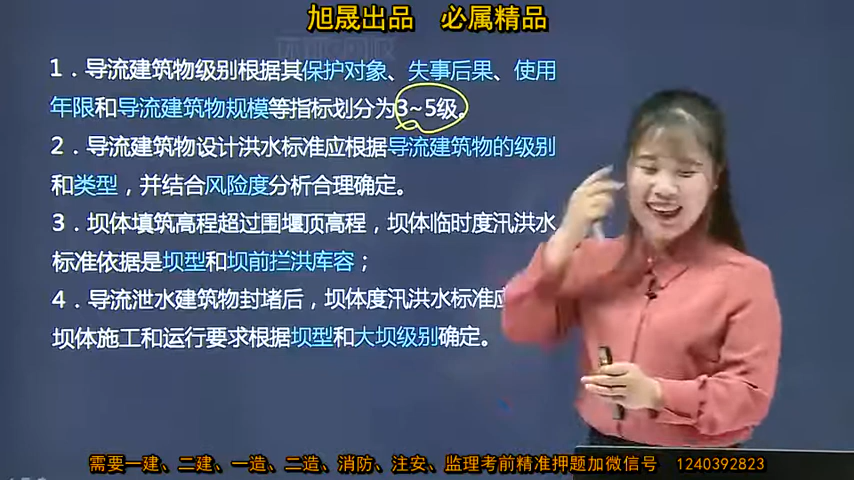 旭晟出品 必属精品
1．导流建筑物级别根据其保护对象、失事后果、使用
年限和导流建筑物规模等指标划分为3~5级。
2．导流建筑物设计洪水标准应根据导流建筑物的级别
和类型，并结合风险度分析合理确定。
3．坝体填筑高程超过围堰顶高程，坝体临时度汛洪水
标准依据是坝型和坝前拦洪库容；
4．导流泄水建筑物封堵后，坝体度汛洪水标准应
坝体施工和运行要求根据坝型和大坝级别确定。
需要一建、二建、一造、二造、消防、注安、监理考前精准押题加微信号 1240392823